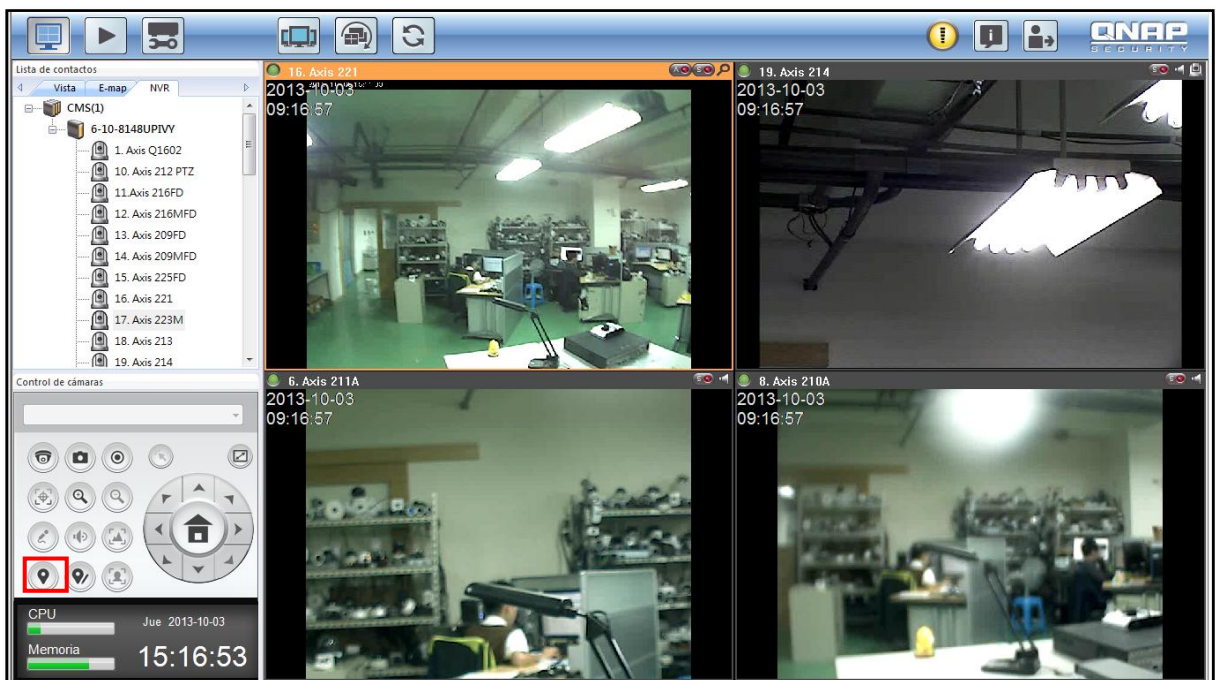 QNAP
SECURITY
Lista de contactos
Vista E-map NVR
CMS(1)
6-10-8148UPIVY
1. Axis Q1602
10. Axis 212 PTZ
11.Axis 216FD
12. Axis 216MFD
13. Axis 209FD
14. Axis 209MFD
15. Axis 225FD
16. Axis 221
17. Axis 223M
18. Axis 213
19. Axis 214
Control de cámaras
CPU
Jue 2013-10-03
Memoria
15:16:53
16. Axis 221
2013-10-03
09:16:57
19. Axis 214
2013-10-03
09:16:57
6. Axis 211A
2013-10-03
09:16:57
8. Axis 210A
2013-10-03
09:16:57